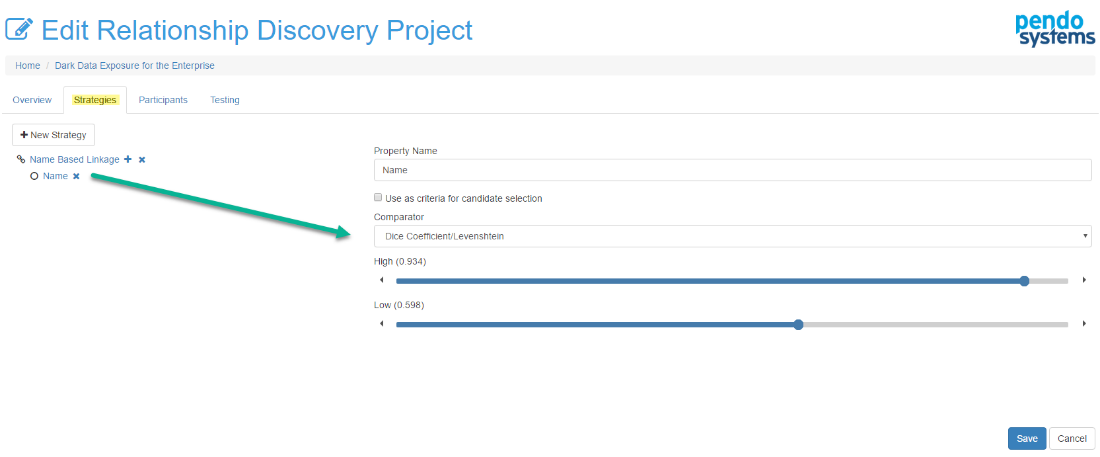 Edit Relationship Discovery Project
pendo
systems
Home / Dark Data Exposure for the Enterprise
Overview Strategies Participants Testing
+ New Strategy
Name Based Linkage
Name
Property Name
Name
Use as criteria for candidate selection
Comparator
Dice Coefficient/Levenshtein
High (0.934)
Low (0.598)
Save Cancel